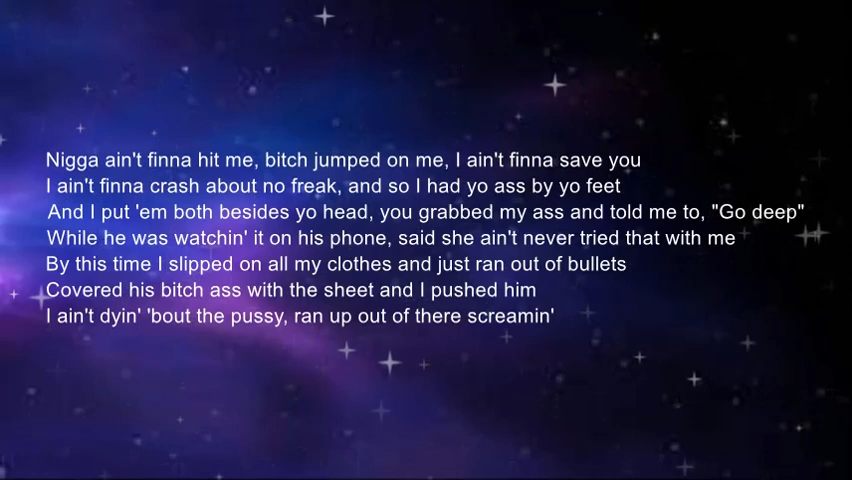 Nigga ain't finna hit me, bitch jumped on me, I ain't finna save you
I ain't finna crash about no freak, and so I had yo ass by yo feet
And I put 'em both besides yo head, you grabbed my ass and told me to, "Go deep"
While he was watchin' it on his phone, said she ain't never tried that with me
By this time I slipped on all my clothes and just ran out of bullets
Covered his bitch ass with the sheet and I pushed him
I ain't dyin' 'bout the pussy, ran up out of there screamin'